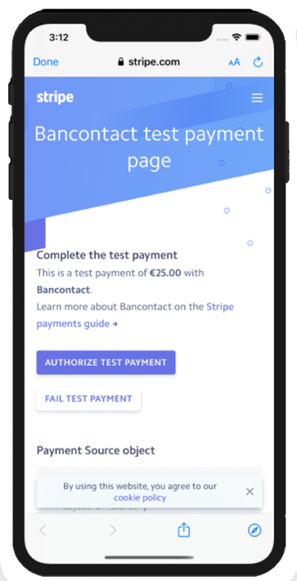 3:12
Done
stripe.com
AA
stripe
Bancontact test payment
page
Complete the test payment
This is a test payment of €25.00 with
Bancontact.
Learn more about Bancontact on the Stripe
payments guide →
AUTHORIZE TEST PAYMENT
FAIL TEST PAYMENT
Payment Source object
By using this website, you agree to our
cookie policy